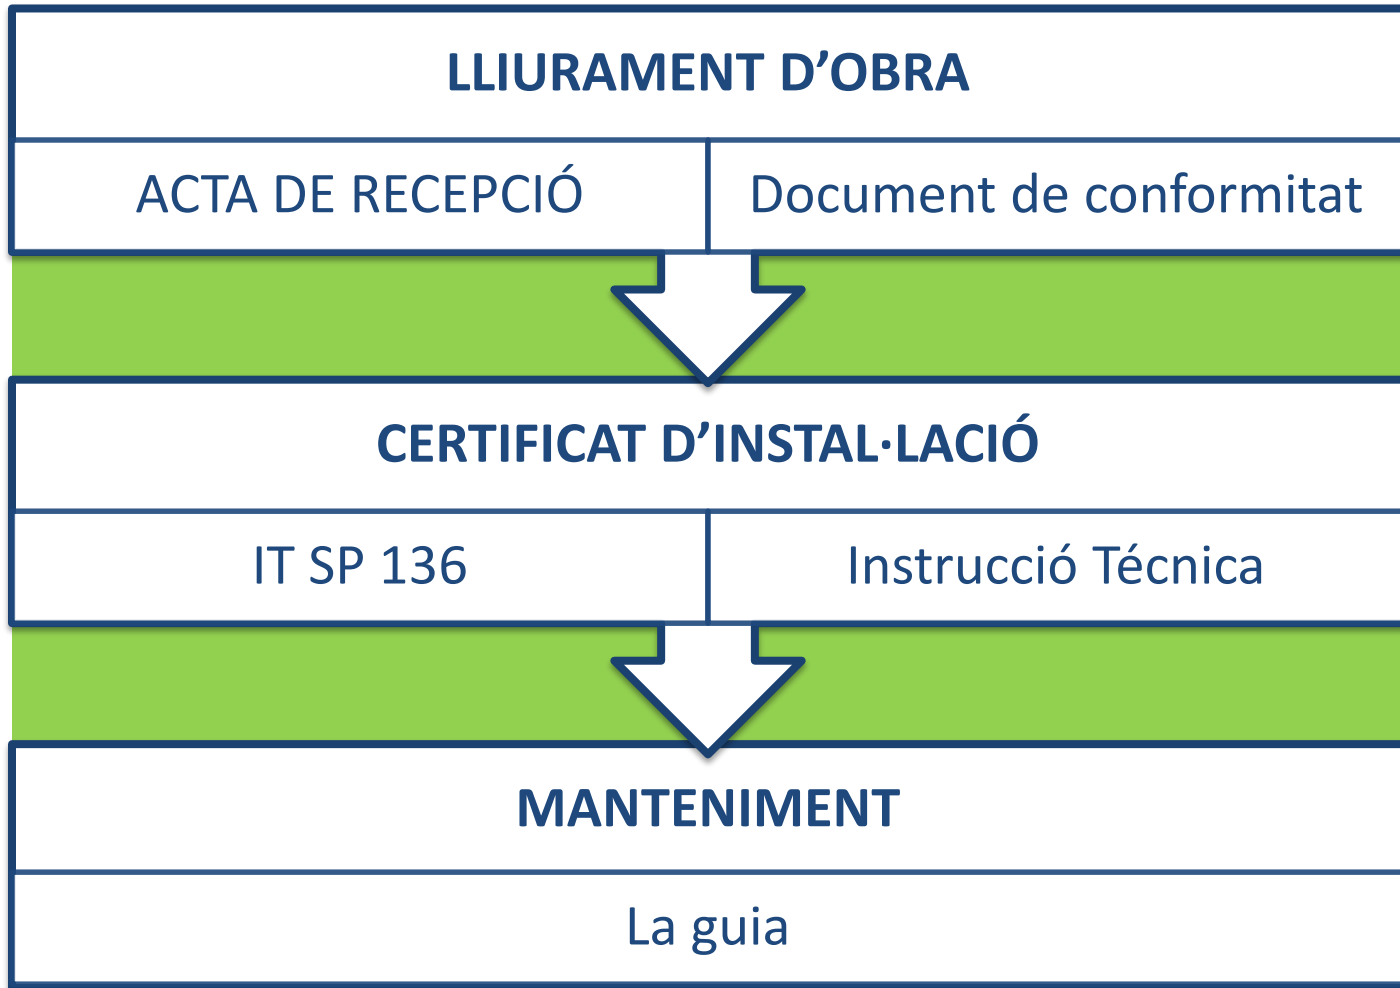 LLIURAMENT D’OBRA
ACTA DE RECEPCIÓ
Document de conformitat
CERTIFICAT D’INSTAL·LACIÓ
IT SP 136
Instrucció Técnica
MANTENIMENT
La guia